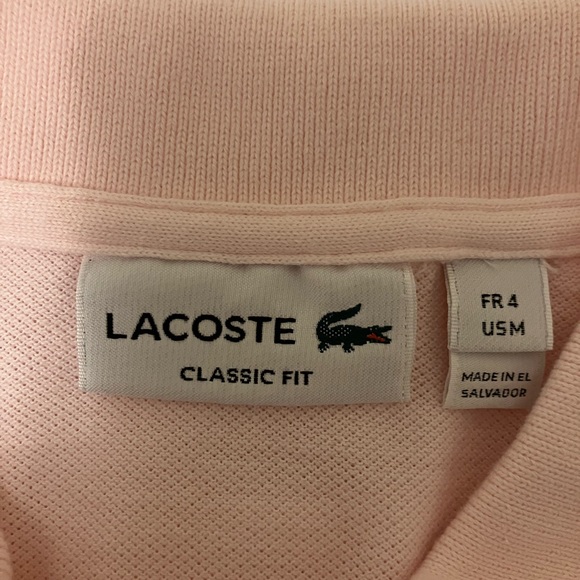 LACOSTE
CLASSIC FIT
FR 4
US M
MADE IN EL
SALVADOR